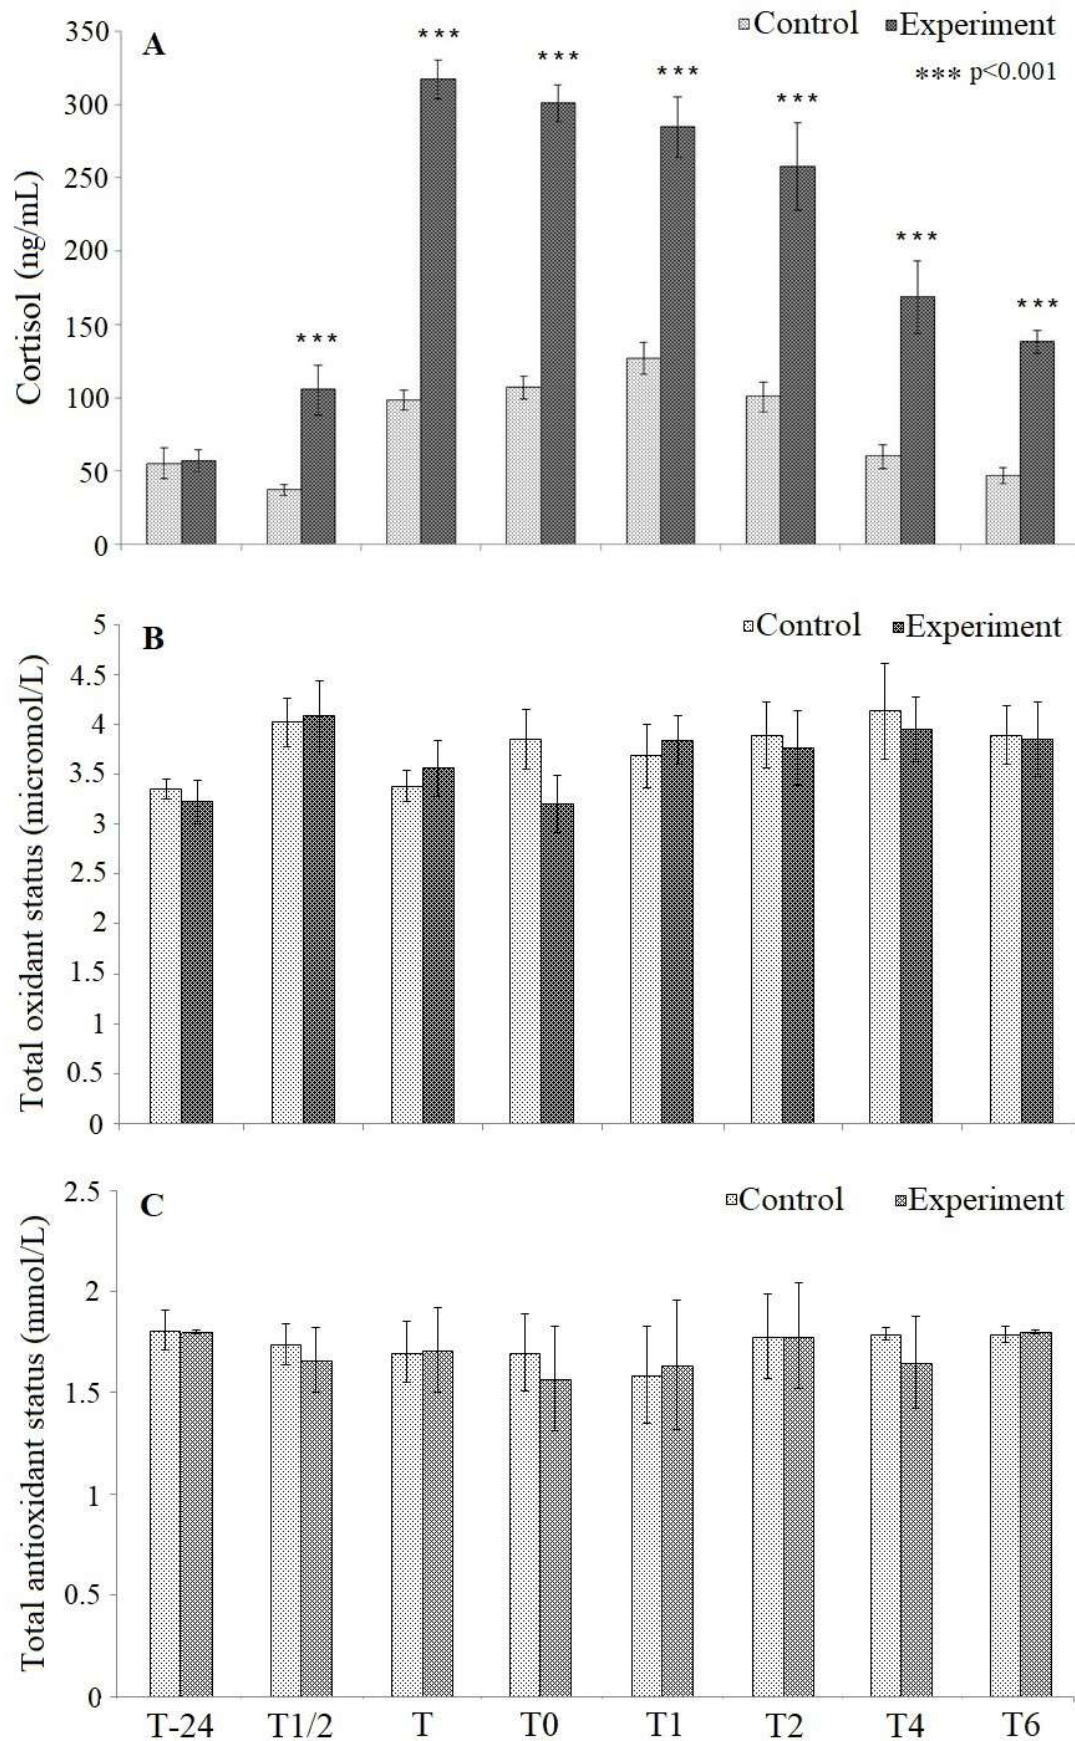 A
Control Experiment
*** p<0.001
Cortisol (ng/mL)
350
300
250
200
150
100
50
0
***
***
***
***
***
***
***
B
Control Experiment
Total oxidant status (micromol/L)
5
4.5
4
3.5
3
2.5
2
1.5
1
0.5
0
C
Control Experiment
Total antioxidant status (mmol/L)
2.5
2
1.5
1
0.5
0
T-24 T1/2 T T0 T1 T2 T4 T6